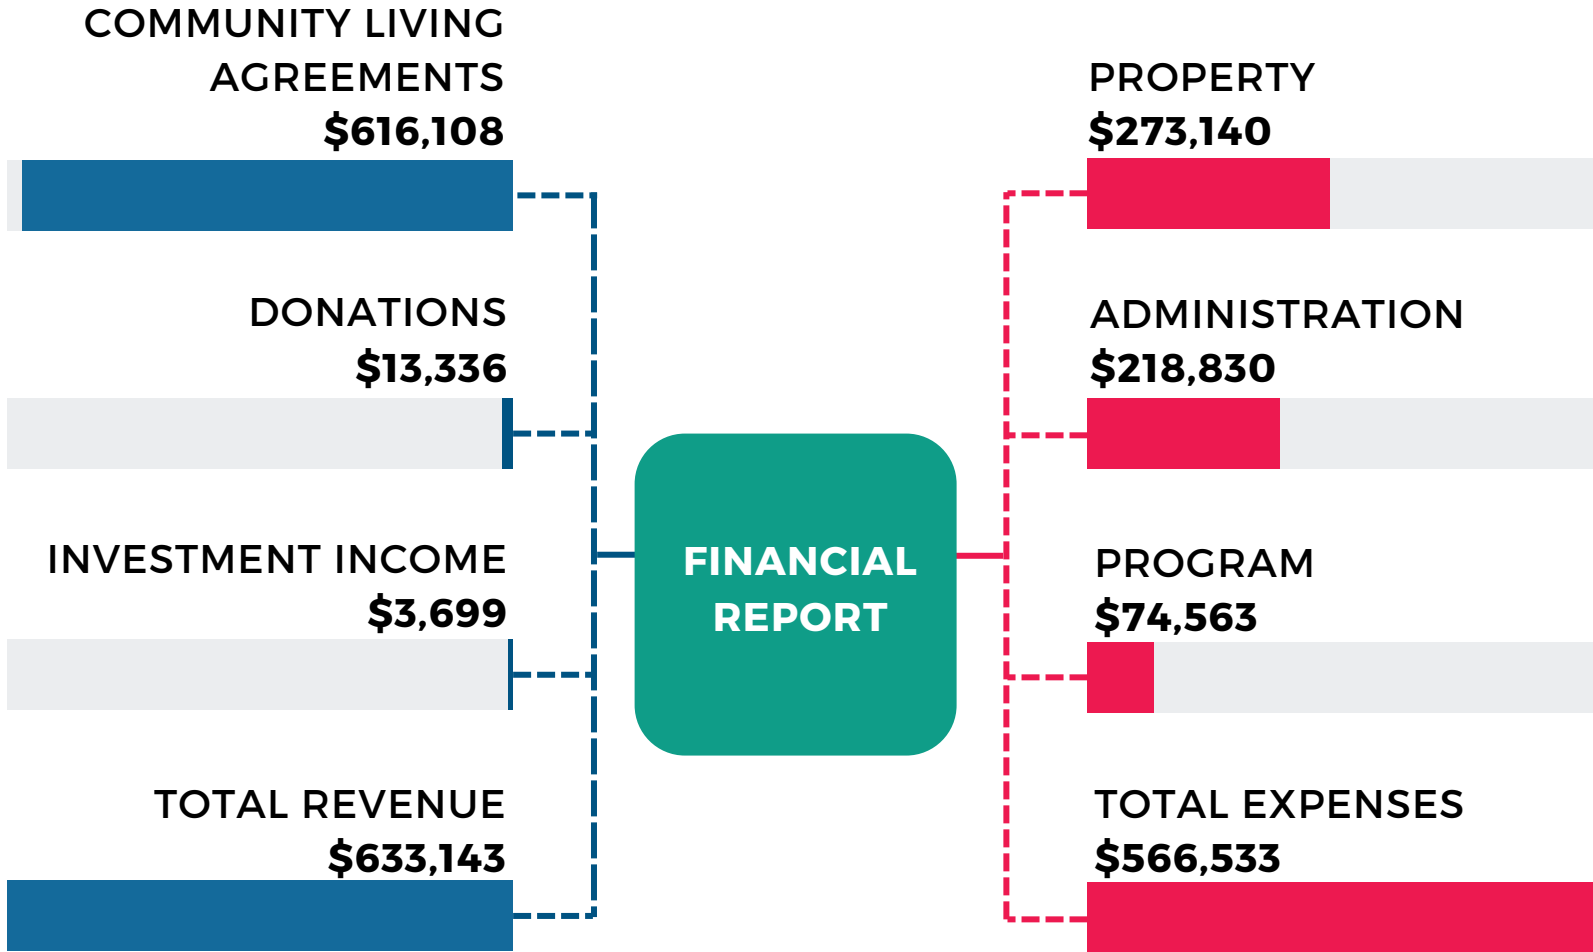 COMMUNITY LIVING
AGREEMENTS
$616,108
DONATIONS
$13,336
INVESTMENT INCOME
$3,699
TOTAL REVENUE
$633,143
FINANCIAL
REPORT
PROPERTY
$273,140
ADMINISTRATION
$218,830
PROGRAM
$74,563
TOTAL EXPENSES
$566,533